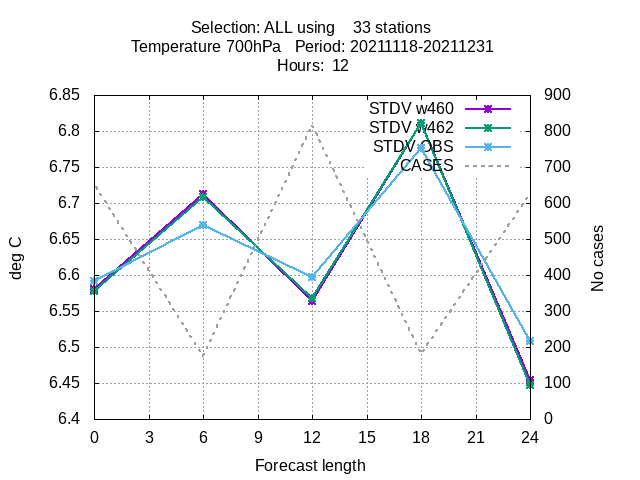 Selection: ALL using    33 stations
Temperature 700hPa   Period: 20211118-20211231
Hours:  12
6.85
6.8
6.75
6.7
6.65
6.6
6.55
6.5
6.45
6.4
900
800
700
600
500
400
300
200
100
0
STDV w460
STDV w462
STDV OBS
CASES
deg C
No cases
0 3 6 9 12 15 18 21 24
Forecast length